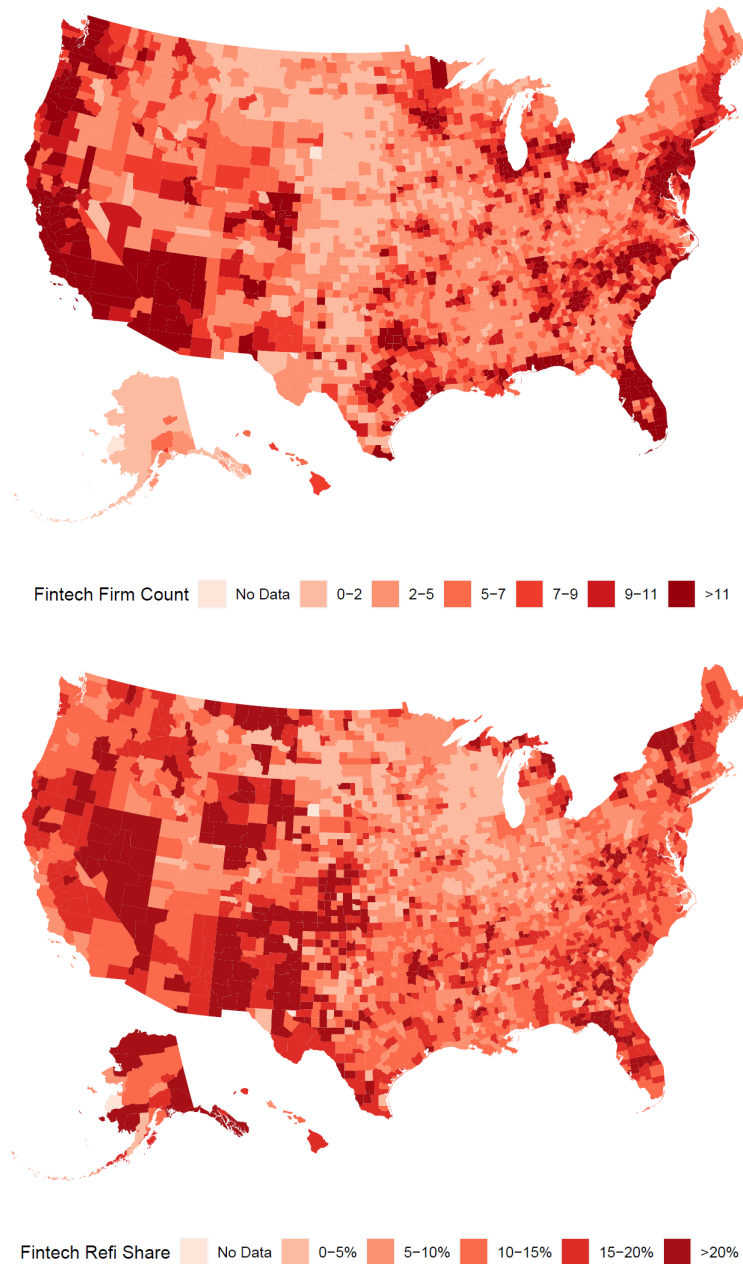 Fintech Firm Count No Data 0−2 2−5 5−7 7−9 9−11 >11
Fintech Refi Share No Data 0−5% 5−10% 10−15% 15−20% >20%